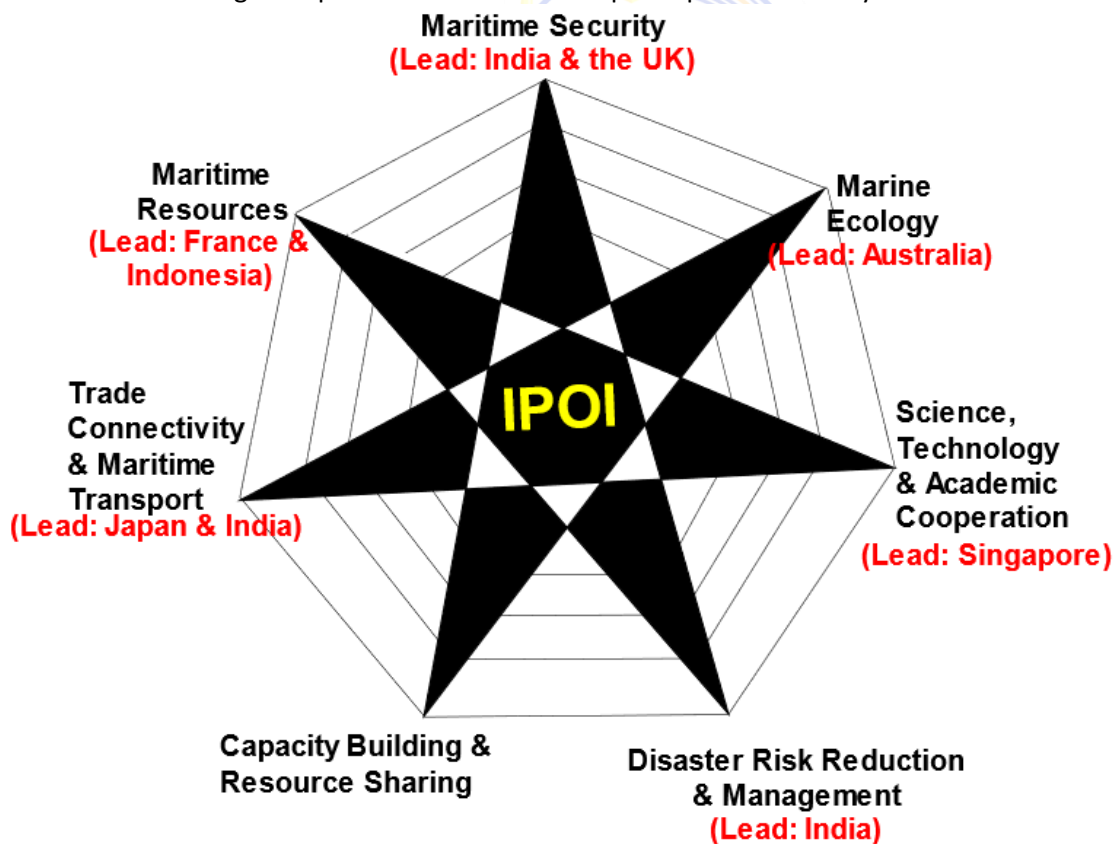 Maritime Security
(Lead: India & the UK)
Marine
Ecology
(Lead: Australia)
Science,
Technology
& Academic
Cooperation
(Lead: Singapore)
Disaster Risk Reduction
& Management
(Lead: India)
Capacity Building &
Resource Sharing
Trade
Connectivity
& Maritime
Transport
(Lead: Japan & India)
Maritime
Resources
(Lead: France &
Indonesia)
IPOI